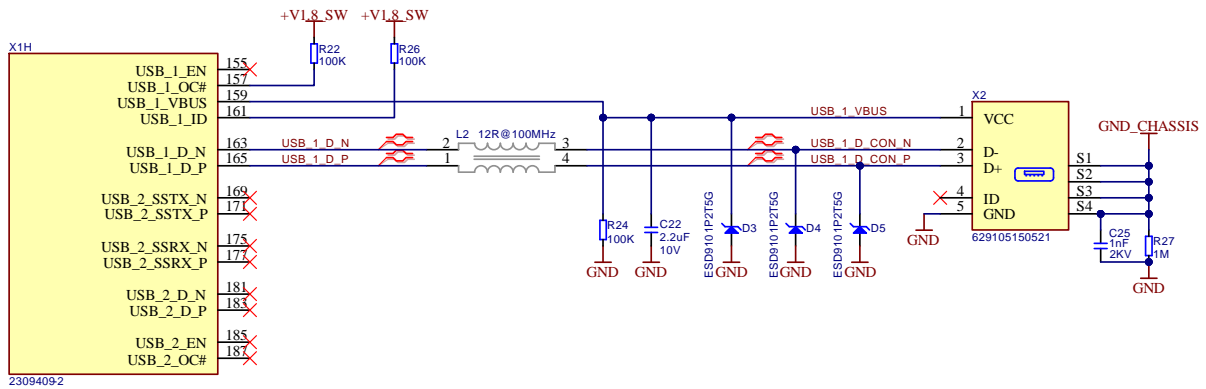 +V1.8_SW +V1.8_SW
X1H
R22
100K
R26
100K
USB_1_EN 155
USB_1_OC# 157
USB_1_VBUS 159
USB_1_ID 161
USB_1_D_N 163 USB_1_D_N
USB_1_D_P 165 USB_1_D_P
USB_2_SSTX_N 169
USB_2_SSTX_P 171
USB_2_SSRX_N 175
USB_2_SSRX_P 177
USB_2_D_N 181
USB_2_D_P 183
USB_2_EN 185
USB_2_OC# 187
2309409-2
L2 12R@100MHz
2 3
1 4
USB_1_VBUS
USB_1_D_CON_N
USB_1_D_CON_P
R24
100K
GND
C22
2.2uF
10V
GND
ESD9101P2T5G
D3
GND
ESD9101P2T5G
D4
GND
ESD9101P2T5G
D5
GND
X2
1 VCC
2 D-
3 D+
4 ID
5 GND
S1
S2
S3
S4
629105150521
GND
GND_CHASSIS
C25
1nF
2KV
R27
1M
GND